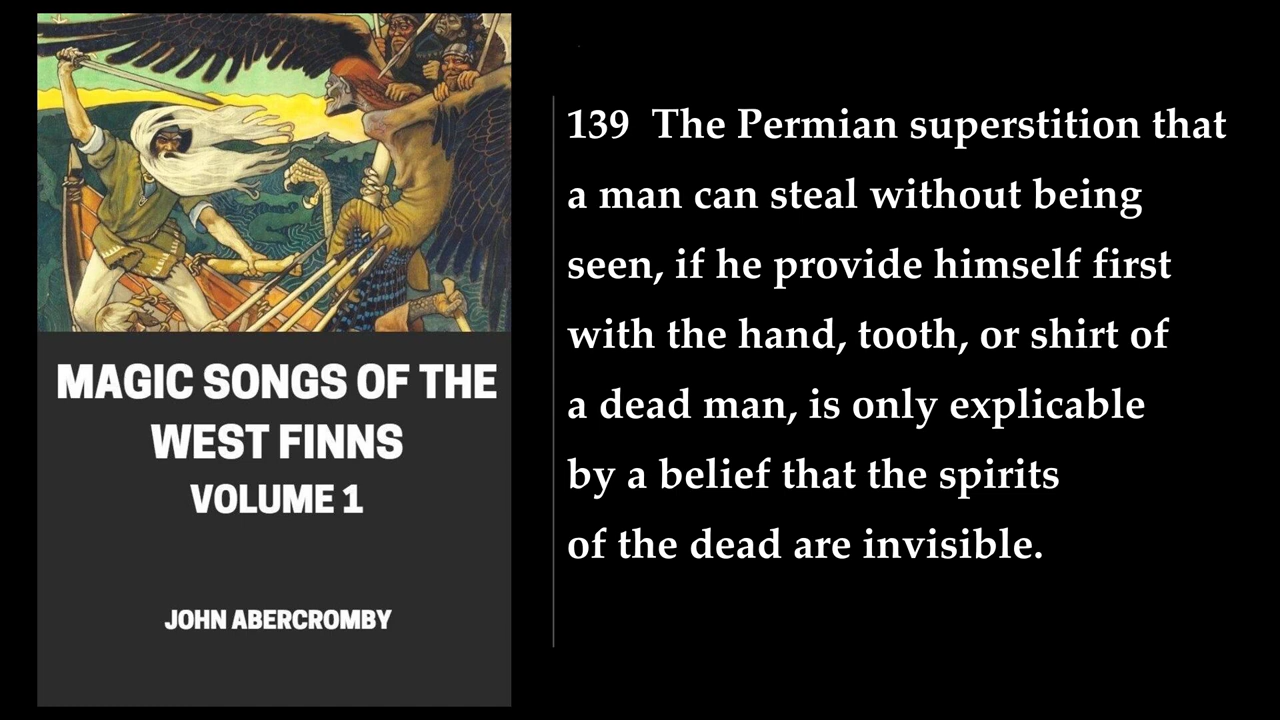 MAGIC SONGS OF THE
WEST FINNS
VOLUME 1
JOHN ABERCROMBY
139 The Permian superstition that
a man can steal without being
seen, if he provide himself first
with the hand, tooth, or shirt of
a dead man, is only explicable
by a belief that the spirits
of the dead are invisible.